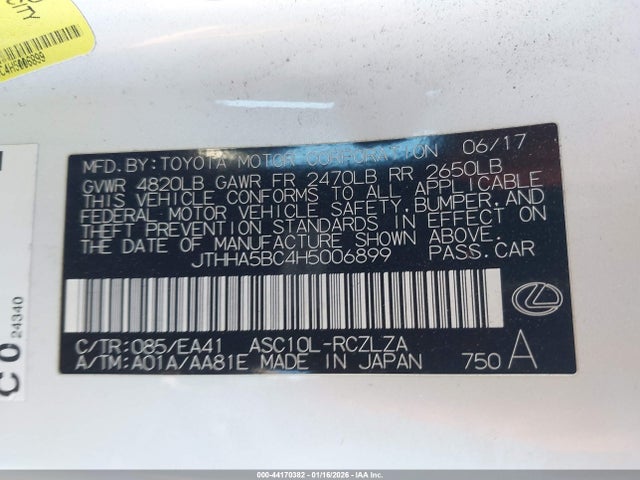 CITY
C4H5006899
MFD.BY:TOYOTA MOTOR CORPORATION 06/17
GVWR 4820LB GAWR FR 2470LB RR 2650LB
THIS VEHICLE CONFORMS TO ALL APPLICABLE
FEDERAL MOTOR VEHICLE SAFETY, BUMPER, AND
THEFT PREVENTION STANDARDS IN EFFECT ON
THE DATE OF MANUFACTURE SHOWN ABOVE.
JTHHA5BC4H5006899 PASS.CAR
C/TR:085/EA41 ASC10L-RCZLZA
A/TM:A01A/AA81E MADE IN JAPAN 750 A
C 0 24340
000-44170382 - 01/16/2026 - IAA Inc.